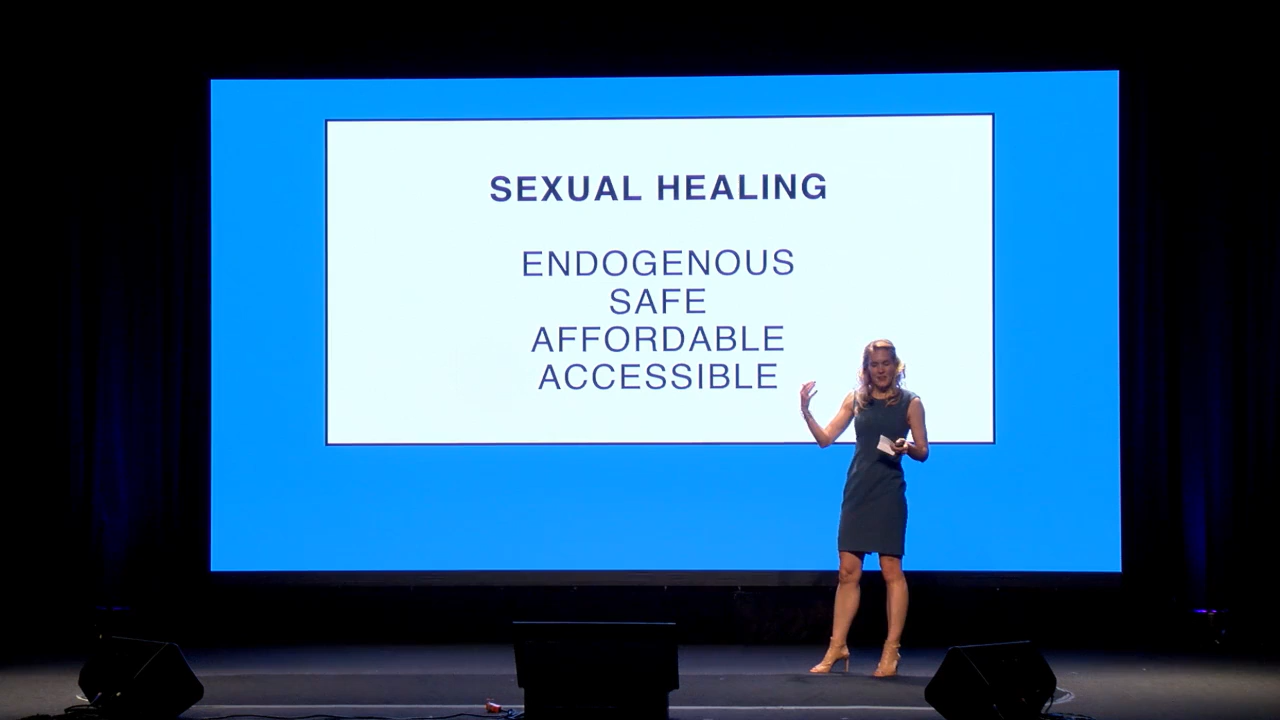 SEXUAL HEALING
ENDOGENOUS
SAFE
AFFORDABLE
ACCESSIBLE